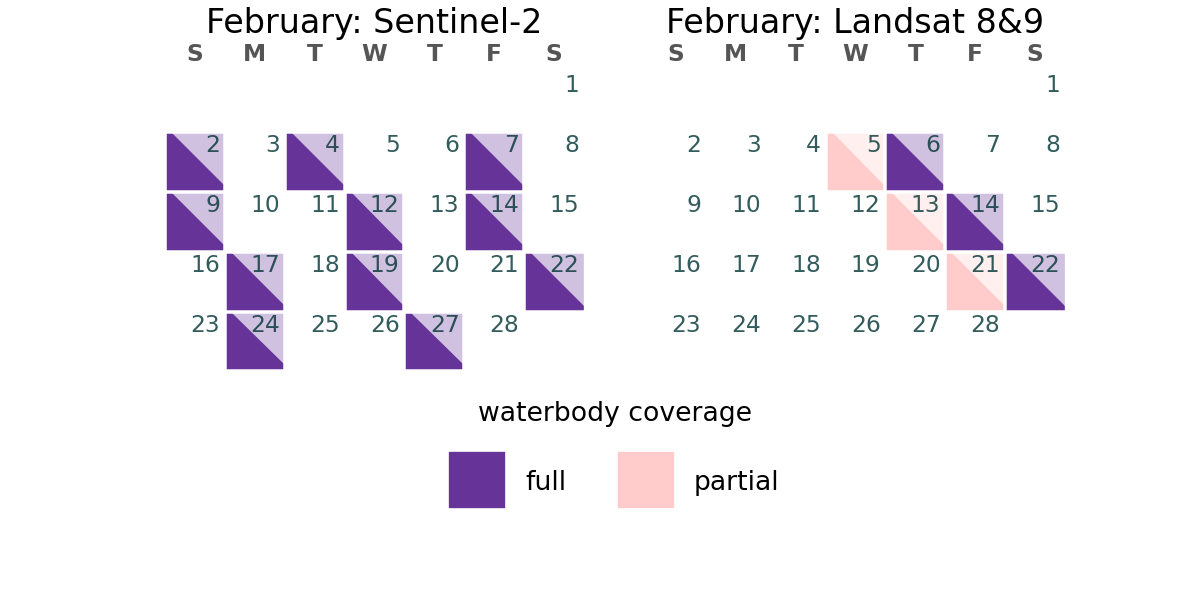 February: Sentinel-2
S M T W T F S
1
2 3 4 5 6 7 8
9 10 11 12 13 14 15
16 17 18 19 20 21 22
23 24 25 26 27 28
February: Landsat 8&9
S M T W T F S
1
2 3 4 5 6 7 8
9 10 11 12 13 14 15
16 17 18 19 20 21 22
23 24 25 26 27 28
waterbody coverage
full partial